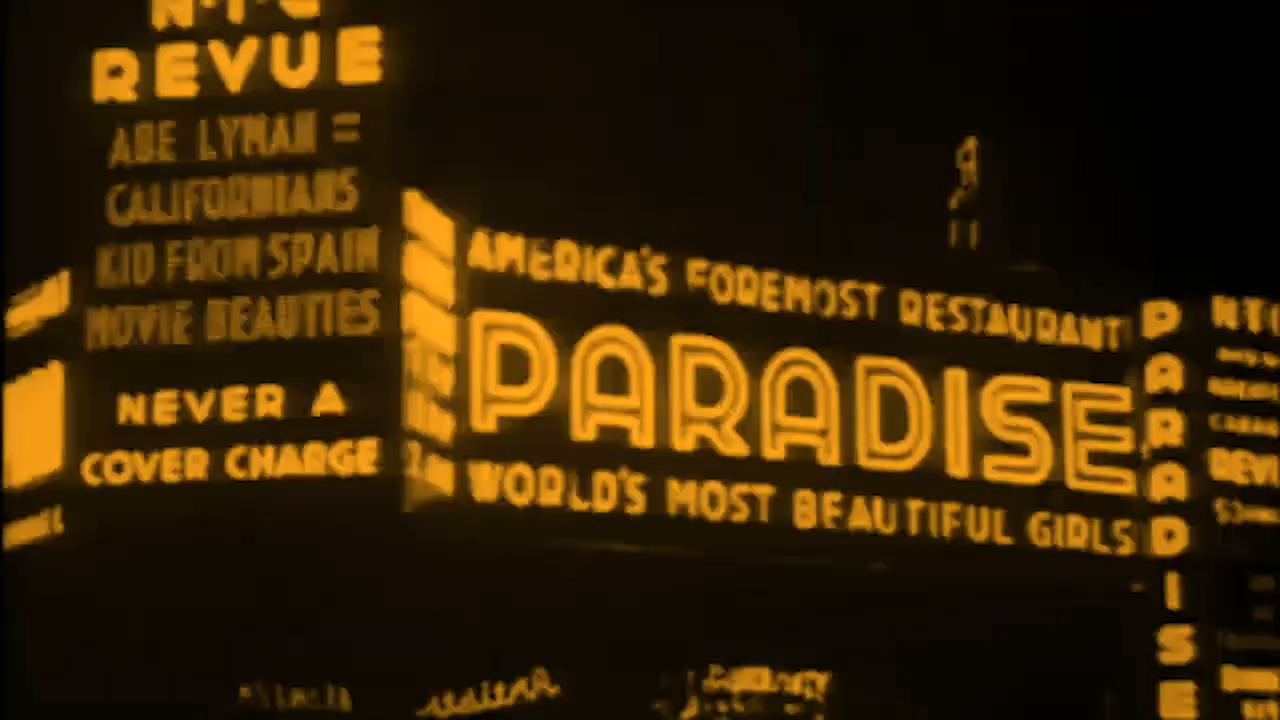 N·T·G
REVUE
ABE LYMAN =
CALIFORNIANS
KID FROM SPAIN
MOVIE BEAUTIES
NEVER A
COVER CHARGE
AMERICA'S FOREMOST RESTAURANT
PARADISE
WORLD'S MOST BEAUTIFUL GIRLS
PARADISE